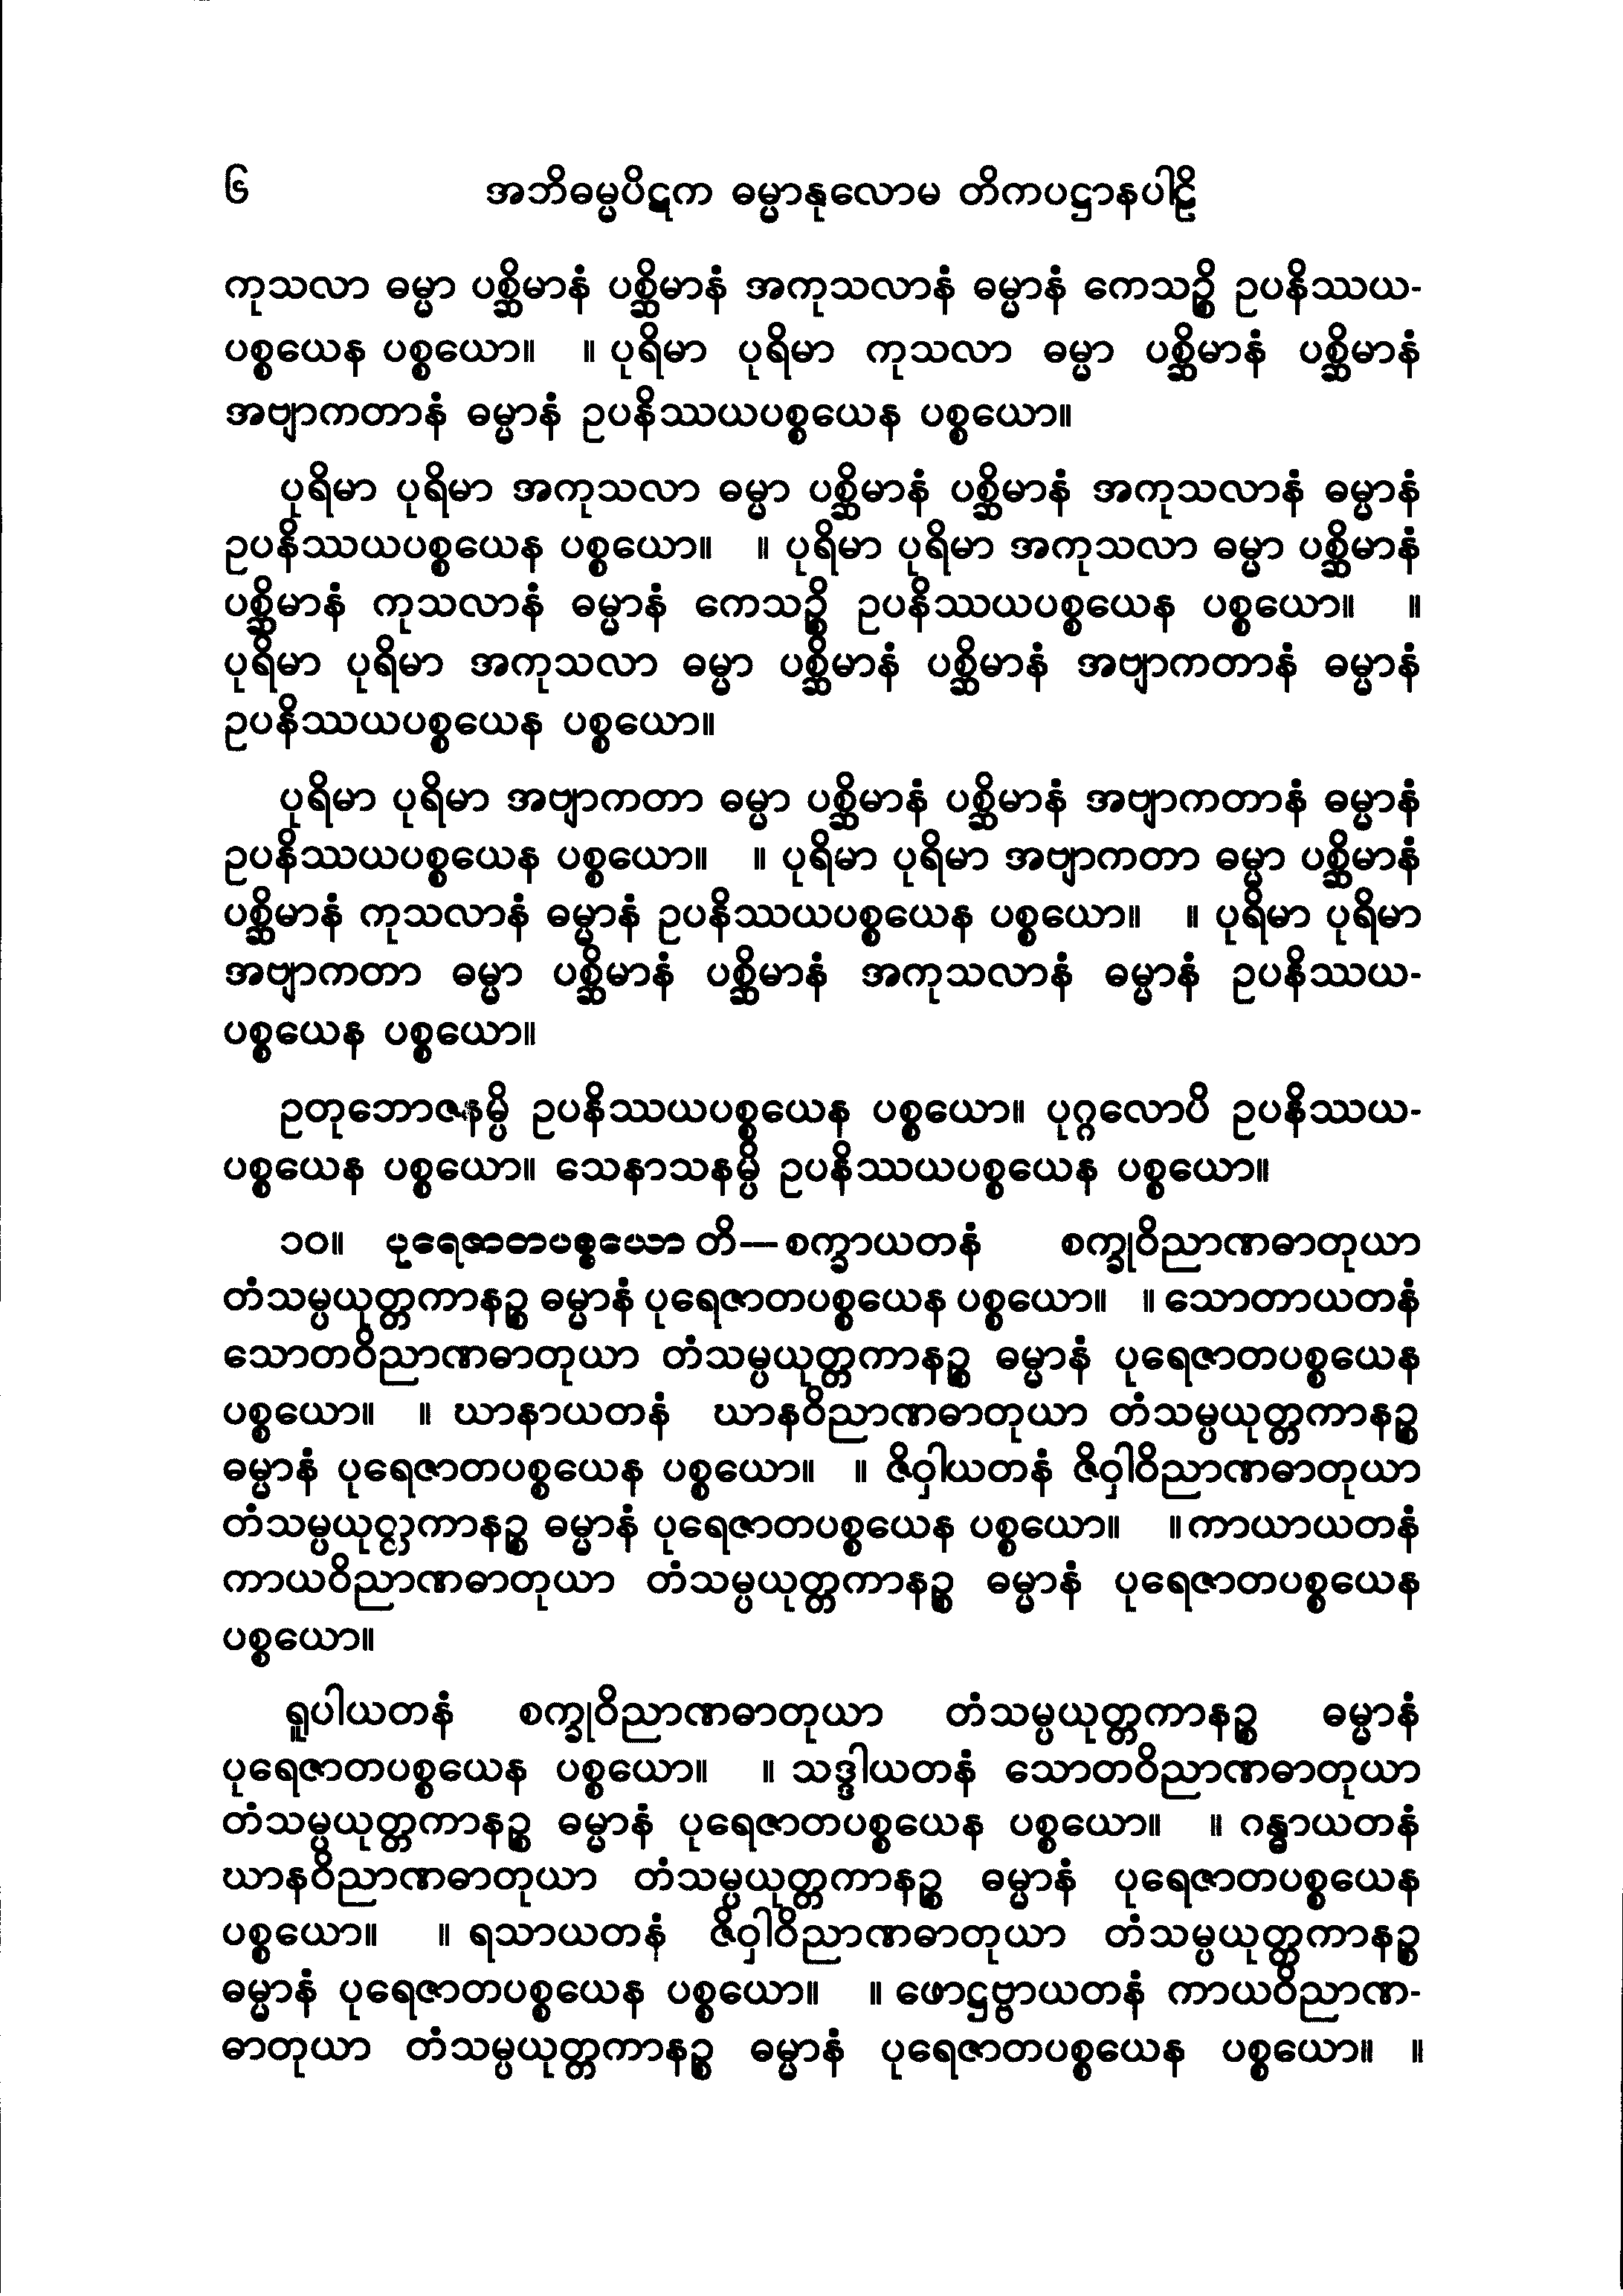 ၆ အဘိဓမ္မပိဋက ဓမ္မာနုလောမ တိကပဋ္ဌာနပါဠိ
ကုသလာ ဓမ္မာ ပစ္ဆိမာနံ ပစ္ဆိမာနံ အကုသလာနံ ဓမ္မာနံ ကေသဉ္စိ ဥပနိဿယ-
ပစ္စယေန ပစ္စယော။ ။ ပုရိမာ ပုရိမာ ကုသလာ ဓမ္မာ ပစ္ဆိမာနံ ပစ္ဆိမာနံ
အဗျာကတာနံ ဓမ္မာနံ ဥပနိဿယပစ္စယေန ပစ္စယော။
ပုရိမာ ပုရိမာ အကုသလာ ဓမ္မာ ပစ္ဆိမာနံ ပစ္ဆိမာနံ အကုသလာနံ ဓမ္မာနံ
ဥပနိဿယပစ္စယေန ပစ္စယော။ ။ ပုရိမာ ပုရိမာ အကုသလာ ဓမ္မာ ပစ္ဆိမာနံ
ပစ္ဆိမာနံ ကုသလာနံ ဓမ္မာနံ ကေသဉ္စိ ဥပနိဿယပစ္စယေန ပစ္စယော။ ။
ပုရိမာ ပုရိမာ အကုသလာ ဓမ္မာ ပစ္ဆိမာနံ ပစ္ဆိမာနံ အဗျာကတာနံ ဓမ္မာနံ
ဥပနိဿယပစ္စယေန ပစ္စယော။
ပုရိမာ ပုရိမာ အဗျာကတာ ဓမ္မာ ပစ္ဆိမာနံ ပစ္ဆိမာနံ အဗျာကတာနံ ဓမ္မာနံ
ဥပနိဿယပစ္စယေန ပစ္စယော။ ။ ပုရိမာ ပုရိမာ အဗျာကတာ ဓမ္မာ ပစ္ဆိမာနံ
ပစ္ဆိမာနံ ကုသလာနံ ဓမ္မာနံ ဥပနိဿယပစ္စယေန ပစ္စယော။ ။ ပုရိမာ ပုရိမာ
အဗျာကတာ ဓမ္မာ ပစ္ဆိမာနံ ပစ္ဆိမာနံ အကုသလာနံ ဓမ္မာနံ ဥပနိဿယ-
ပစ္စယေန ပစ္စယော။
ဥတုဘောဇနမ္ပိ ဥပနိဿယပစ္စယေန ပစ္စယော။ ပုဂ္ဂလောပိ ဥပနိဿယ-
ပစ္စယေန ပစ္စယော။ သေနာသနမ္ပိ ဥပနိဿယပစ္စယေန ပစ္စယော။
၁၀။ ပုရေဇာတပစ္စယော တိ—စက္ခာယတနံ စက္ခုဝိညာဏဓာတုယာ
တံသမ္ပယုတ္တကာနဉ္စ ဓမ္မာနံ ပုရေဇာတပစ္စယေန ပစ္စယော။ ။ သောတာယတနံ
သောတဝိညာဏဓာတုယာ တံသမ္ပယုတ္တကာနဉ္စ ဓမ္မာနံ ပုရေဇာတပစ္စယေန
ပစ္စယော။ ။ ဃာနာယတနံ ဃာနဝိညာဏဓာတုယာ တံသမ္ပယုတ္တကာနဉ္စ
ဓမ္မာနံ ပုရေဇာတပစ္စယေန ပစ္စယော။ ။ ဇိဝှါယတနံ ဇိဝှါဝိညာဏဓာတုယာ
တံသမ္ပယုတ္တကာနဉ္စ ဓမ္မာနံ ပုရေဇာတပစ္စယေန ပစ္စယော။ ။ ကာယာယတနံ
ကာယဝိညာဏဓာတုယာ တံသမ္ပယုတ္တကာနဉ္စ ဓမ္မာနံ ပုရေဇာတပစ္စယေန
ပစ္စယော။
ရူပါယတနံ စက္ခုဝိညာဏဓာတုယာ တံသမ္ပယုတ္တကာနဉ္စ ဓမ္မာနံ
ပုရေဇာတပစ္စယေန ပစ္စယော။ ။ သဒ္ဒါယတနံ သောတဝိညာဏဓာတုယာ
တံသမ္ပယုတ္တကာနဉ္စ ဓမ္မာနံ ပုရေဇာတပစ္စယေန ပစ္စယော။ ။ ဂန္ဓာယတနံ
ဃာနဝိညာဏဓာတုယာ တံသမ္ပယုတ္တကာနဉ္စ ဓမ္မာနံ ပုရေဇာတပစ္စယေန
ပစ္စယော။ ။ ရသာယတနံ ဇိဝှါဝိညာဏဓာတုယာ တံသမ္ပယုတ္တကာနဉ္စ
ဓမ္မာနံ ပုရေဇာတပစ္စယေန ပစ္စယော။ ။ ဖောဋ္ဌဗ္ဗာယတနံ ကာယဝိညာဏ-
ဓာတုယာ တံသမ္ပယုတ္တကာနဉ္စ ဓမ္မာနံ ပုရေဇာတပစ္စယေန ပစ္စယော။ ။